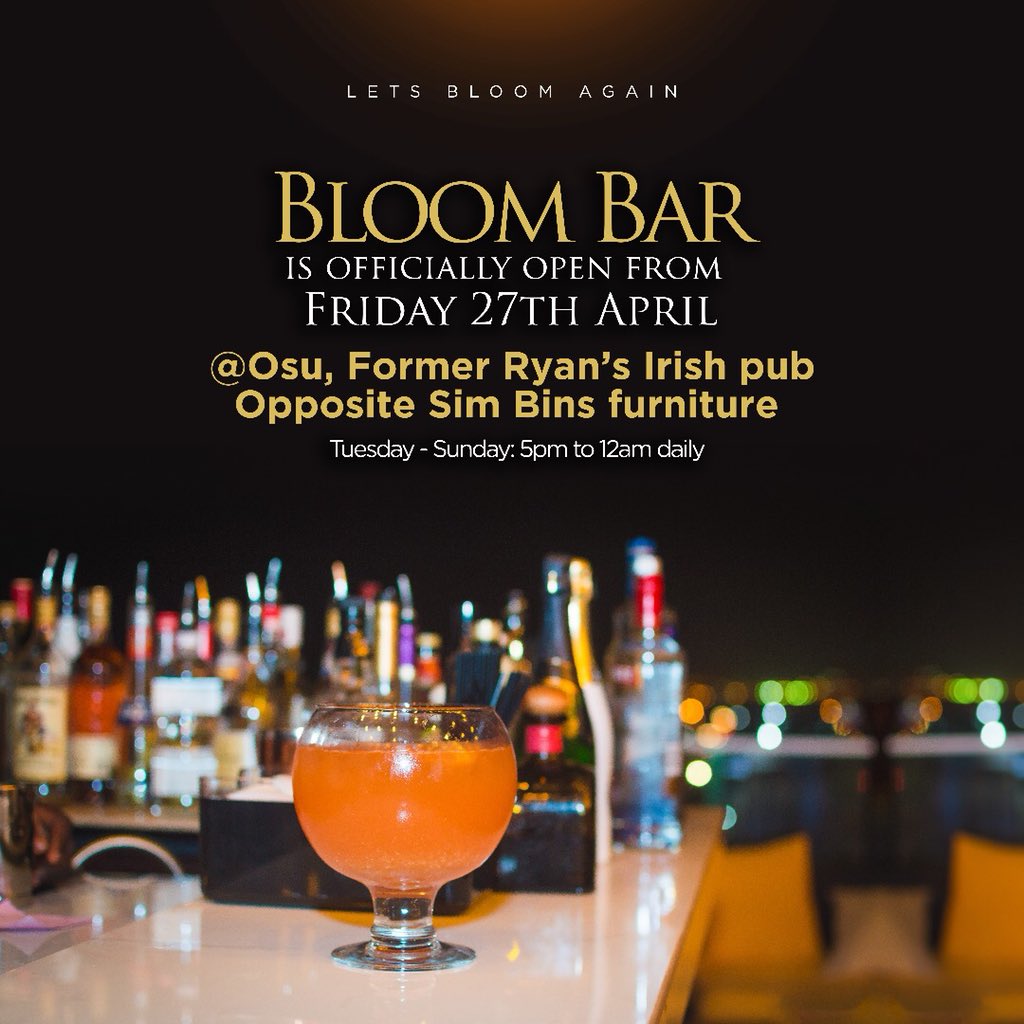 LETS BLOOM AGAIN
BLOOM BAR
IS OFFICIALLY OPEN FROM
FRIDAY 27TH APRIL
@Osu, Former Ryan's Irish pub
Opposite Sim Bins furniture
Tuesday - Sunday: 5pm to 12am daily